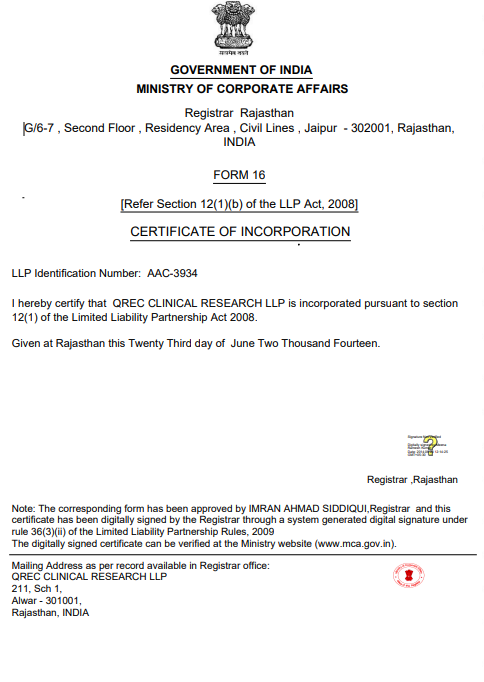 सत्यमेव जयते
GOVERNMENT OF INDIA
MINISTRY OF CORPORATE AFFAIRS
Registrar Rajasthan
G/6-7 , Second Floor , Residency Area , Civil Lines , Jaipur - 302001, Rajasthan,
INDIA
FORM 16
[Refer Section 12(1)(b) of the LLP Act, 2008]
CERTIFICATE OF INCORPORATION
LLP Identification Number: AAC-3934
I hereby certify that QREC CLINICAL RESEARCH LLP is incorporated pursuant to section
12(1) of the Limited Liability Partnership Act 2008.
Given at Rajasthan this Twenty Third day of June Two Thousand Fourteen.
?
Registrar ,Rajasthan
Note: The corresponding form has been approved by IMRAN AHMAD SIDDIQUI,Registrar and this
certificate has been digitally signed by the Registrar through a system generated digital signature under
rule 36(3)(ii) of the Limited Liability Partnership Rules, 2009
The digitally signed certificate can be verified at the Ministry website (www.mca.gov.in).
Mailing Address as per record available in Registrar office:
QREC CLINICAL RESEARCH LLP
211, Sch 1,
Alwar - 301001,
Rajasthan, INDIA